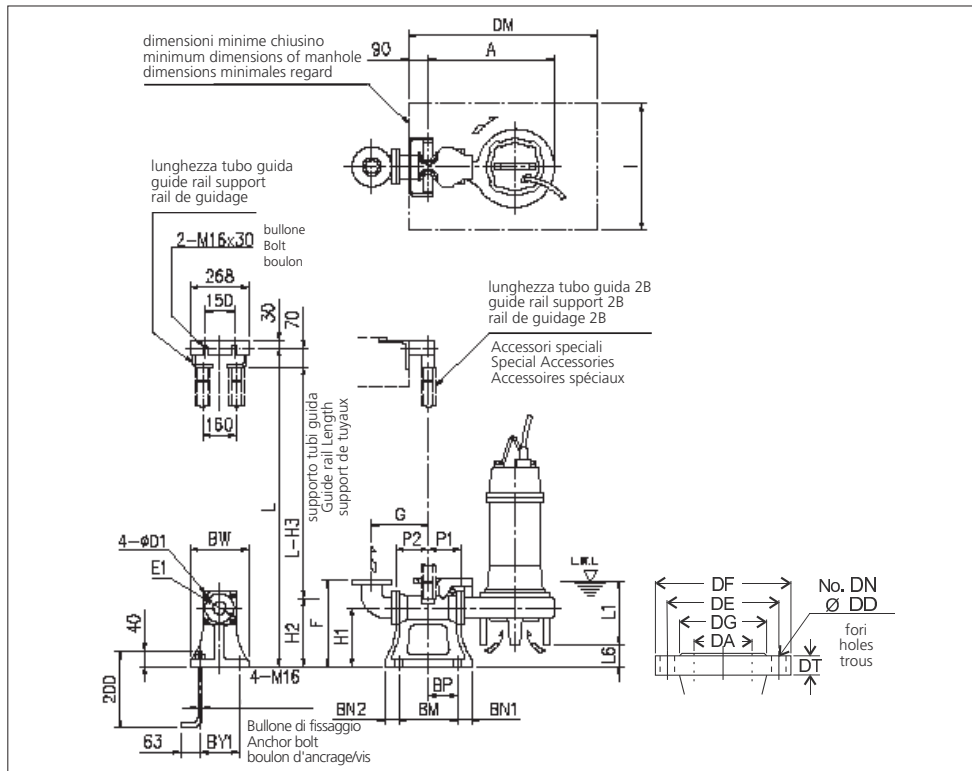 DM
dimensioni minime chiusino
minimum dimensions of manhole
dimensions minimales regard
90
A
I
lunghezza tubo guida
guide rail support
rail de guidage
2-M16x30
bullone
Bolt
boulon
268
150
30
70
160
lunghezza tubo guida 2B
guide rail support 2B
rail de guidage 2B
Accessori speciali
Special Accessories
Accessoires spéciaux
supporto tubi guida
Guide rail Length
support de tuyaux
L
L-H3
G
P2
P1
4-φD1
BW
E1
L.W.L
40
H2
F
H1
L1
L6
4-M16
BP
BN2
BM
BN1
200
63
BY1
Bullone di fissaggio
Anchor bolt
boulon d'ancrage/vis
DF
DE
DG
DA
No. DN
Ø DD
fori
holes
trous
DT